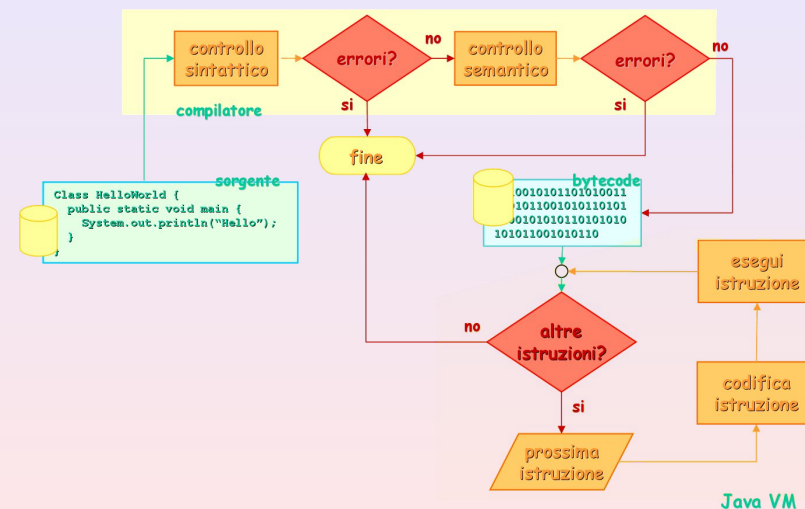 controllo
sintattico
errori?
no
controllo
semantico
errori?
no
si
si
compilatore
fine
sorgente
Class HelloWorld {
public static void main {
System.out.println("Hello");
}
}
bytecode
0010101101010011
01011001010110101
0010101011010101010
101011001010110
altre
istruzioni?
no
si
prossima
istruzione
codifica
istruzione
esegui
istruzione
Java VM